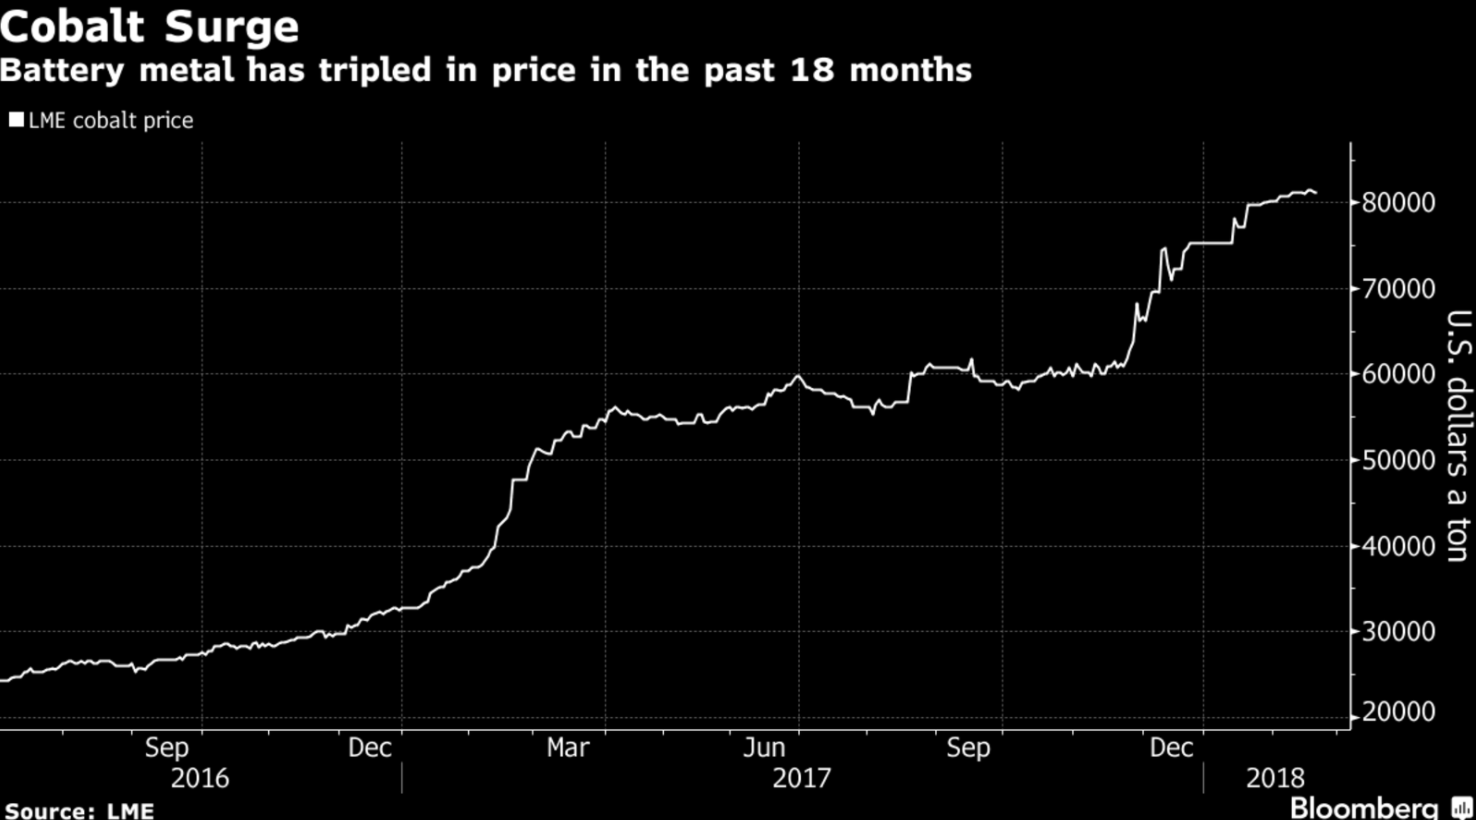 Cobalt Surge
Battery metal has tripled in price in the past 18 months
LME cobalt price
80000
70000
60000
50000
40000
30000
20000
U.S. dollars a ton
Sep Dec Mar Jun Sep Dec
2016 2017 2018
Source: LME
Bloomberg